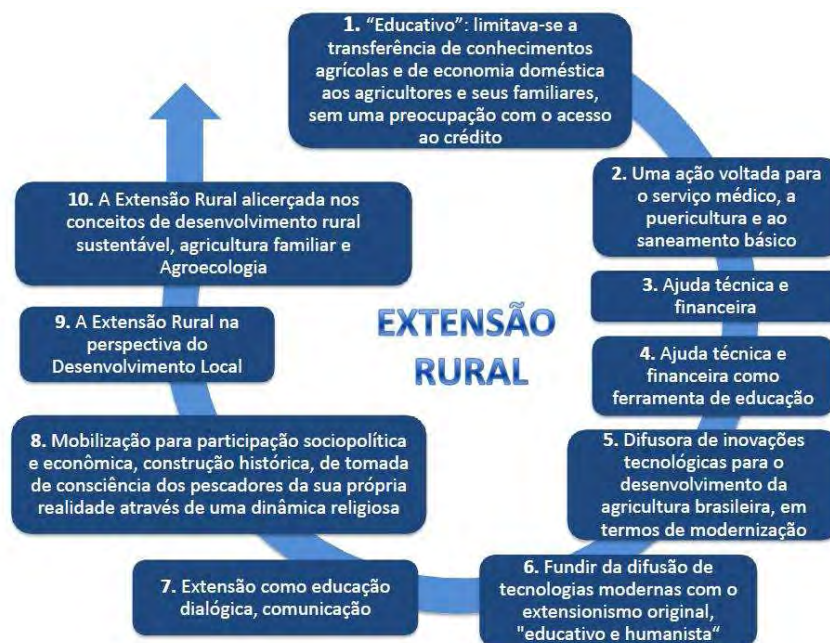 1. “Educativo”: limitava-se a
transferência de conhecimentos
agrícolas e de economia doméstica
aos agricultores e seus familiares,
sem uma preocupação com o acesso
ao crédito
2. Uma ação voltada para
o serviço médico, a
puericultura e ao
saneamento básico
3. Ajuda técnica e
financeira
4. Ajuda técnica e
financeira como
ferramenta de educação
5. Difusora de inovações
tecnológicas para o
desenvolvimento da
agricultura brasileira, em
termos de modernização
6. Fundir da difusão de
tecnologias modernas com o
extensionismo original,
"educativo e humanista“
7. Extensão como educação
dialógica, comunicação
8. Mobilização para participação sociopolítica
e econômica, construção histórica, de tomada
de consciência dos pescadores da sua própria
realidade através de uma dinâmica religiosa
9. A Extensão Rural na
perspectiva do
Desenvolvimento Local
10. A Extensão Rural alicerçada nos
conceitos de desenvolvimento rural
sustentável, agricultura familiar e
Agroecologia
EXTENSÃO
RURAL